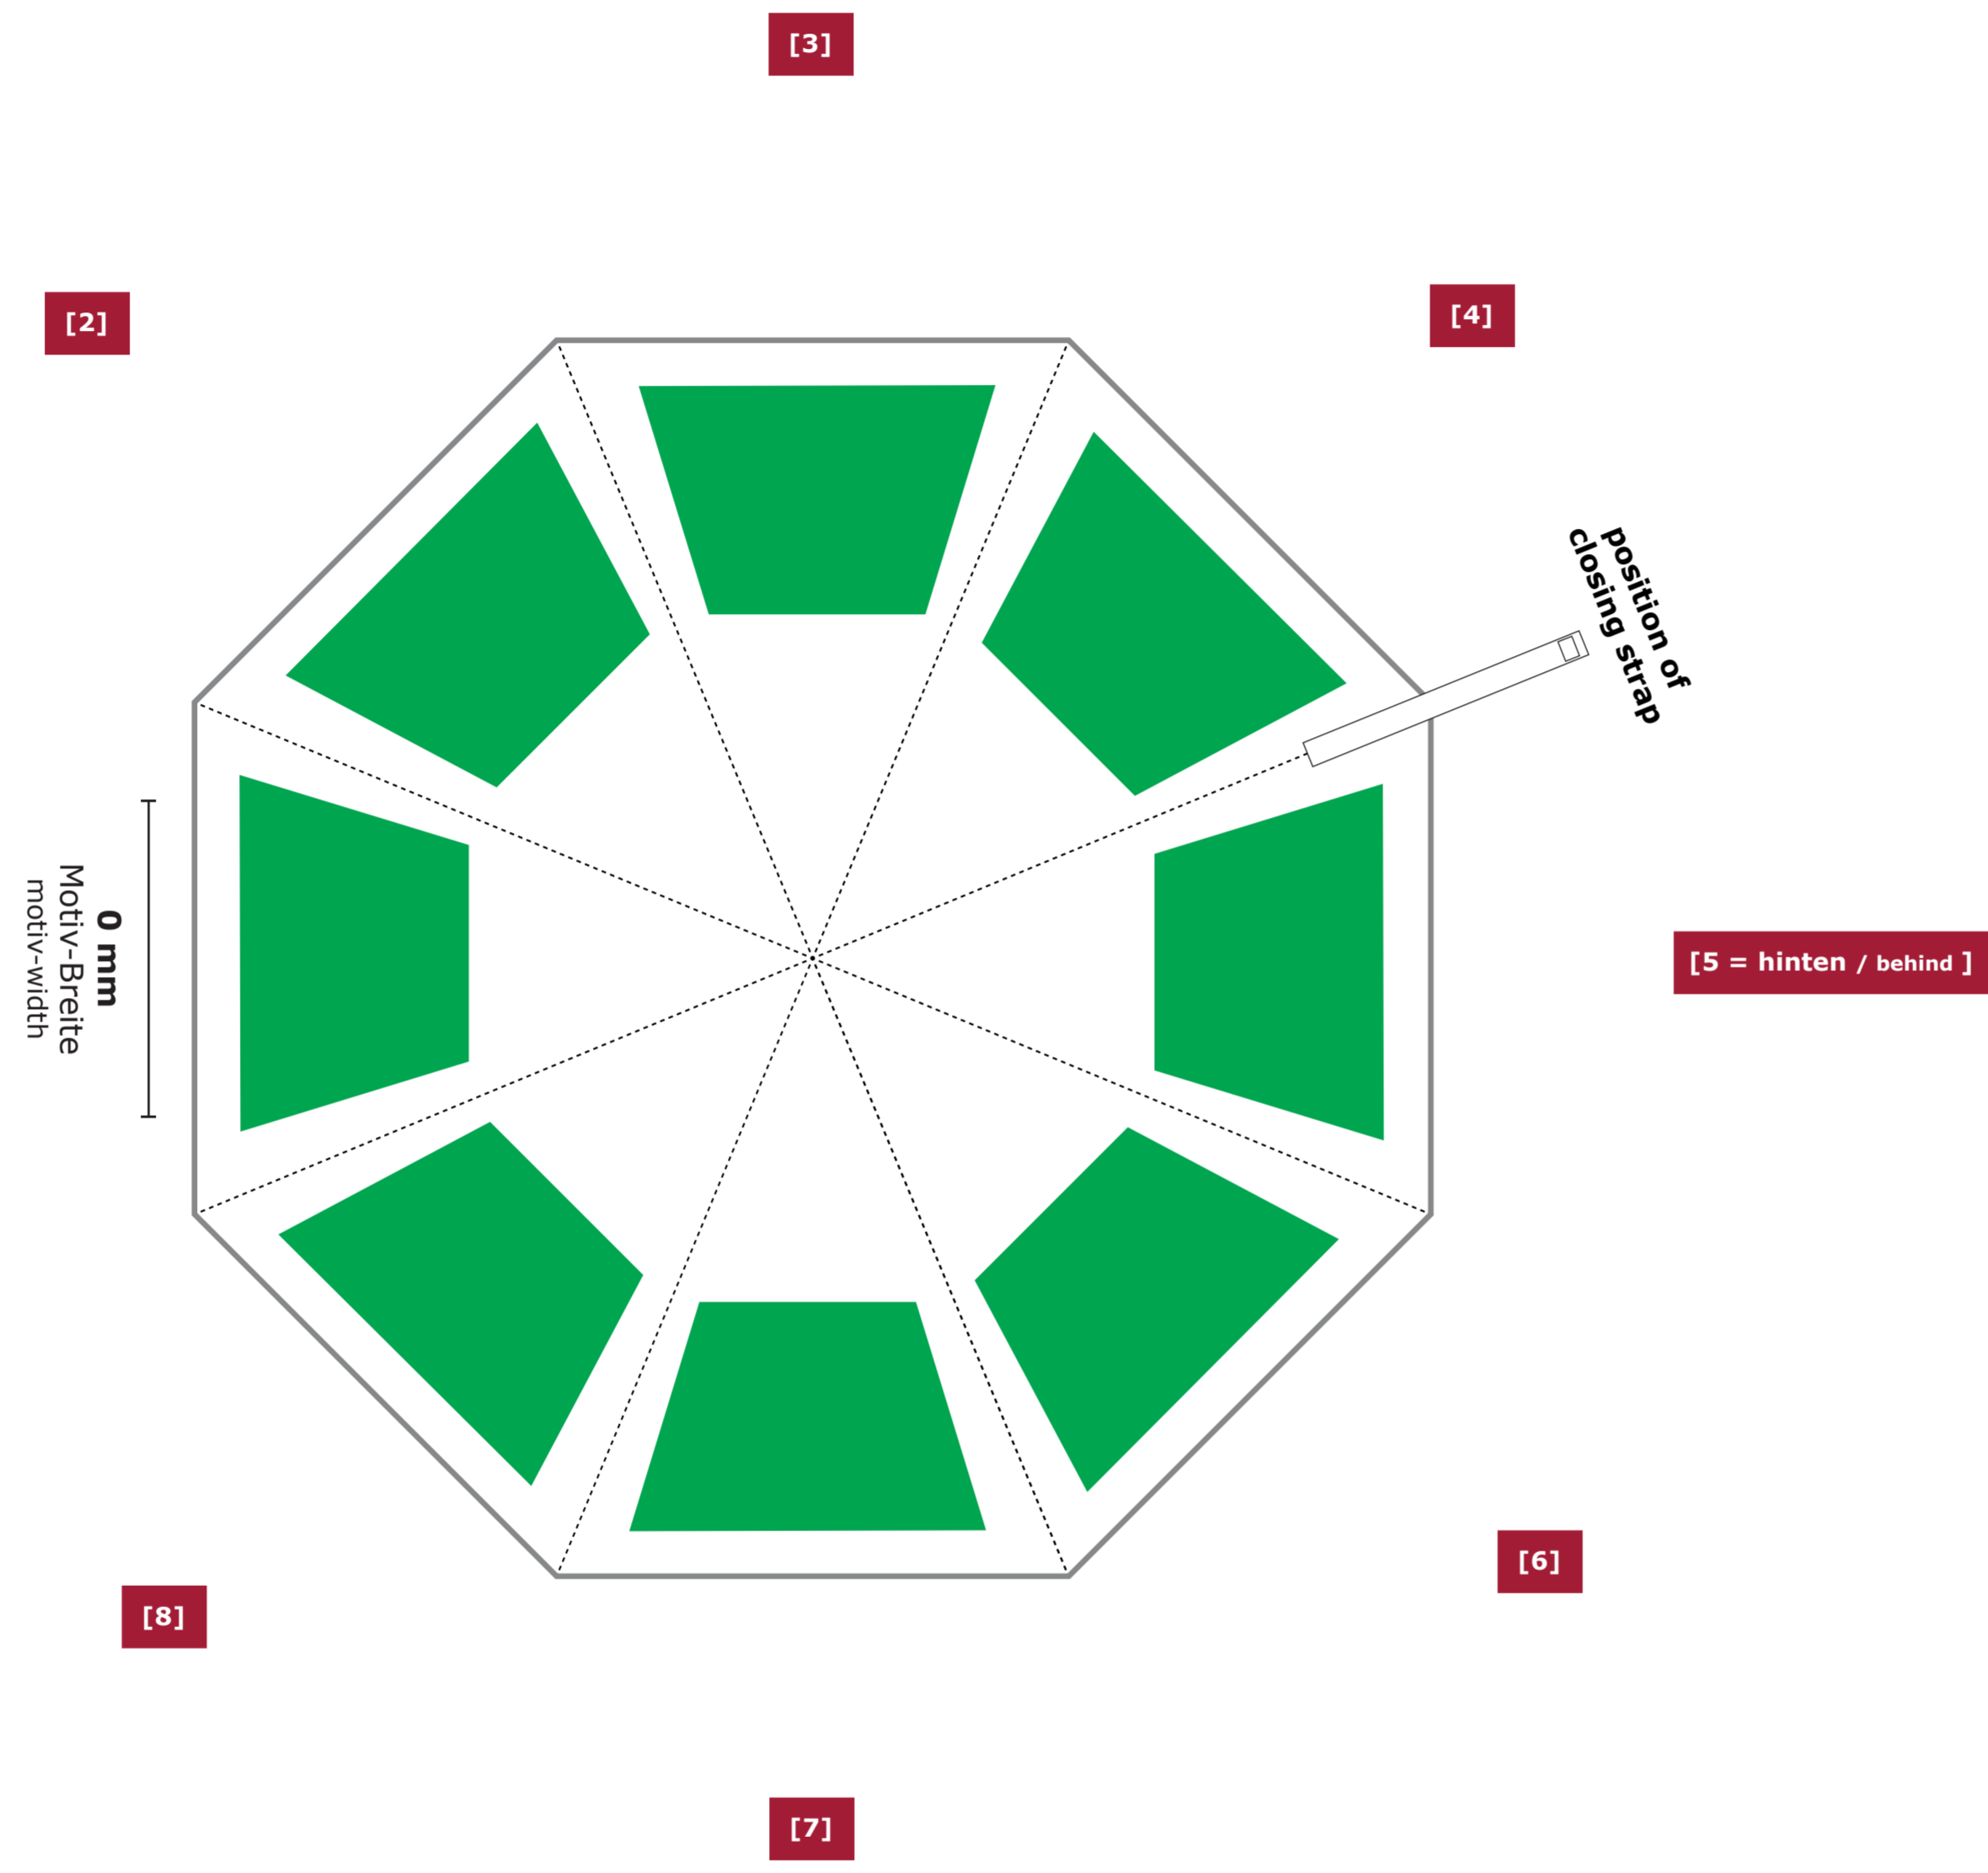 [3]
[2]
[4]
position of
closing strap
0 mm
Motiv-Breite
motiv-width
[5 = hinten / behind ]
[6]
[8]
[7]